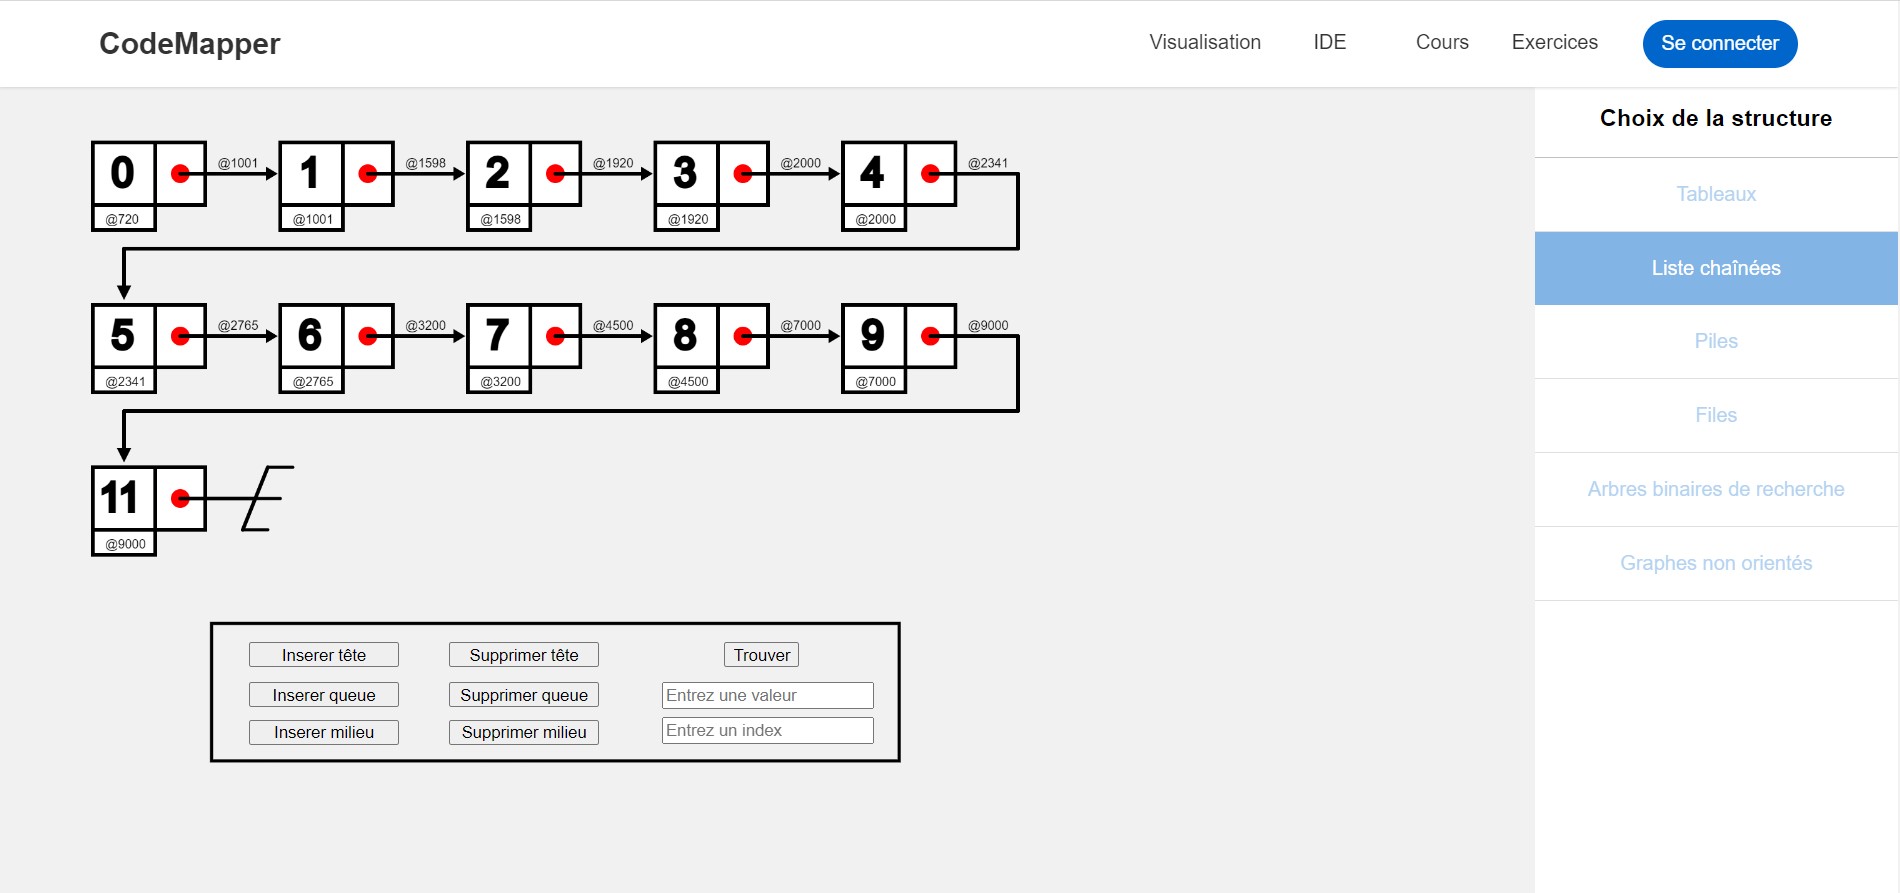 CodeMapper
Visualisation IDE Cours Exercices Se connecter
0 @1001 1 @1598 2 @1920 3 @2000 4 @2341
@720 @1001 @1598 @1920 @2000
5 @2765 6 @3200 7 @4500 8 @7000 9 @9000
@2341 @2765 @3200 @4500 @7000
11
@9000
Inserer tête Supprimer tête Trouver
Inserer queue Supprimer queue Entrez une valeur
Inserer milieu Supprimer milieu Entrez un index
Choix de la structure
Tableaux
Liste chaînées
Piles
Files
Arbres binaires de recherche
Graphes non orientés